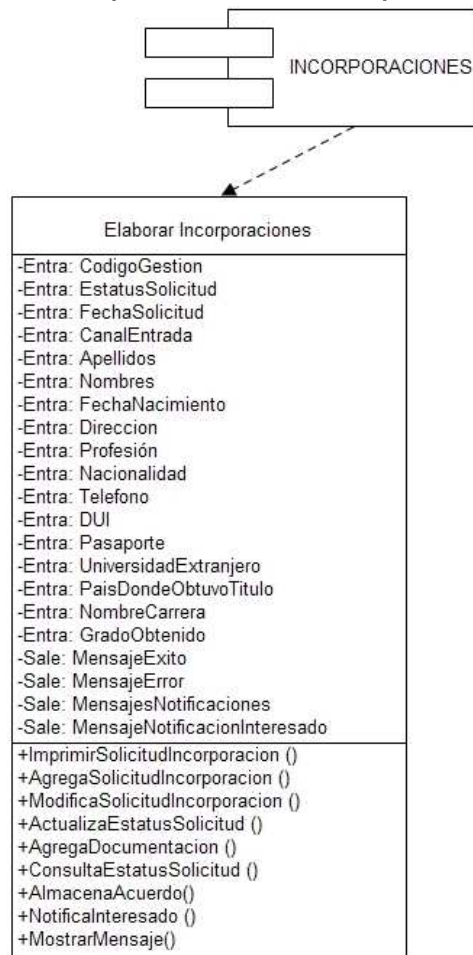 INCORPORACIONES
Elaborar Incorporaciones
-Entra: CodigoGestion
-Entra: EstatusSolicitud
-Entra: FechaSolicitud
-Entra: CanalEntrada
-Entra: Apellidos
-Entra: Nombres
-Entra: FechaNacimiento
-Entra: Direccion
-Entra: Profesión
-Entra: Nacionalidad
-Entra: Telefono
-Entra: DUI
-Entra: Pasaporte
-Entra: UniversidadExtranjero
-Entra: PaisDondeObtuvoTitulo
-Entra: NombreCarrera
-Entra: GradoObtenido
-Sale: MensajeExito
-Sale: MensajeError
-Sale: MensajesNotificaciones
-Sale: MensajeNotificacionInteresado
+ImprimirSolicitudIncorporacion ()
+AgregaSolicitudIncorporacion ()
+ModificaSolicitudIncorporacion ()
+ActualizaEstatusSolicitud ()
+AgregaDocumentacion ()
+ConsultaEstatusSolicitud ()
+AlmacenaAcuerdo()
+NotificaInteresado ()
+MostrarMensaje()